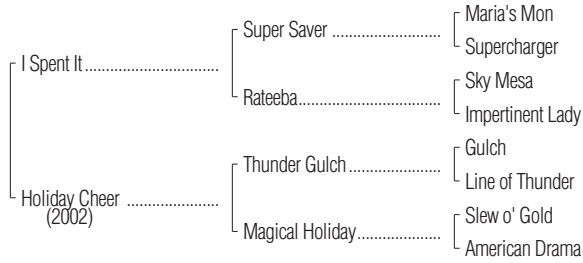 Maria's Mon
Super Saver ......................
Supercharger
I Spent It...........................
Sky Mesa
Rateeba.............................
Impertinent Lady
Gulch
Thunder Gulch ..................
Line of Thunder
Holiday Cheer ..................
(2002)
Slew o' Gold
Magical Holiday.................
American Drama